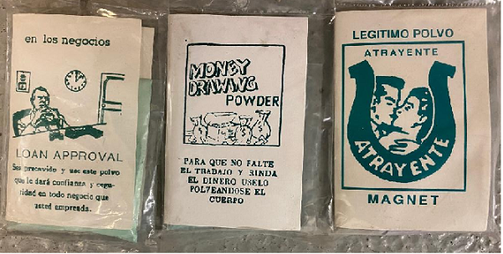 en los negocios
LOAN APPROVAL
Sea precavido y use este polvo
que le dará confianza y segu-
ridad en todo negocio que
usted emprenda.
MONEY
DRAWING
POWDER
PARA QUE NO FALTE
EL TRABAJO Y RINDA
EL DINERO USELO
POLVEANDOSE EL
CUERPO
LEGITIMO POLVO
ATRAYENTE
ATRAYENTE
MAGNET